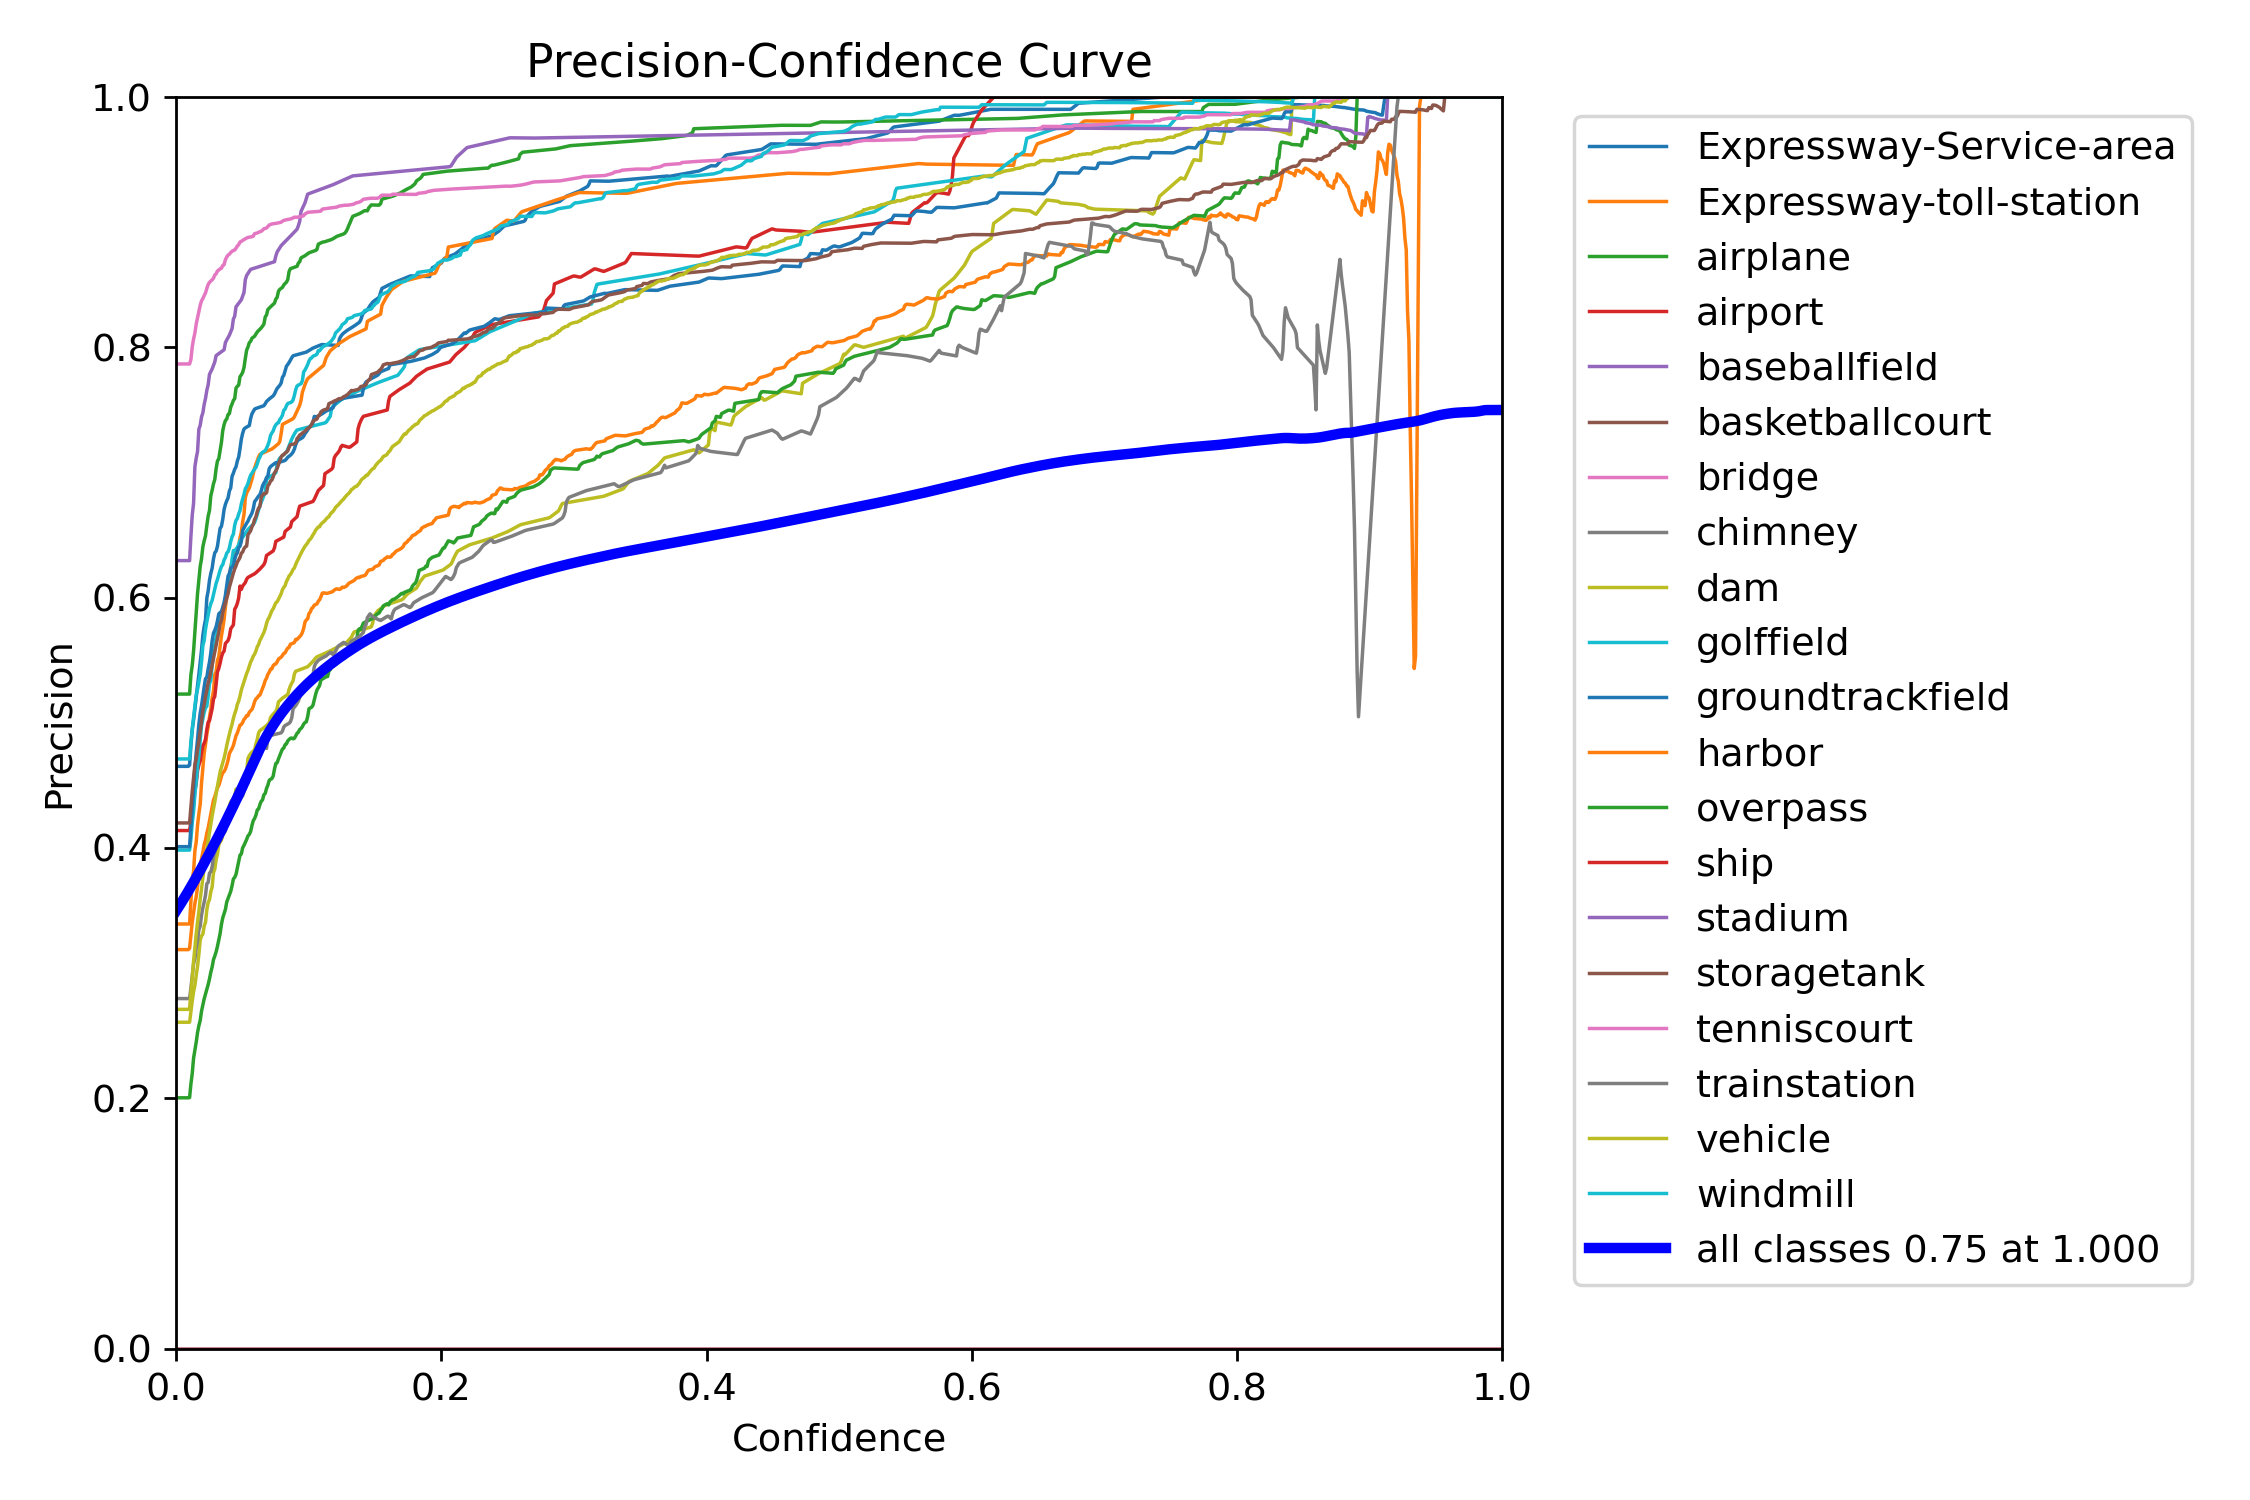 Precision-Confidence Curve
1.0
0.8
0.6
0.4
0.2
0.0
Precision
0.0 0.2 0.4 0.6 0.8 1.0
Confidence
Expressway-Service-area
Expressway-toll-station
airplane
airport
baseballfield
basketballcourt
bridge
chimney
dam
golffield
groundtrackfield
harbor
overpass
ship
stadium
storagetank
tenniscourt
trainstation
vehicle
windmill
all classes 0.75 at 1.000